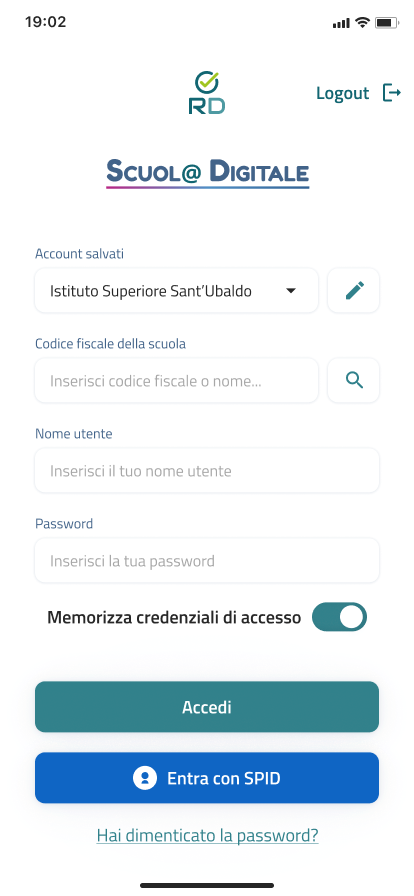 19:02
RD
Logout
Scuol@ Digitale
Account salvati
Istituto Superiore Sant'Ubaldo
Codice fiscale della scuola
Inserisci codice fiscale o nome...
Nome utente
Inserisci il tuo nome utente
Password
Inserisci la tua password
Memorizza credenziali di accesso
Accedi
Entra con SPID
Hai dimenticato la password?